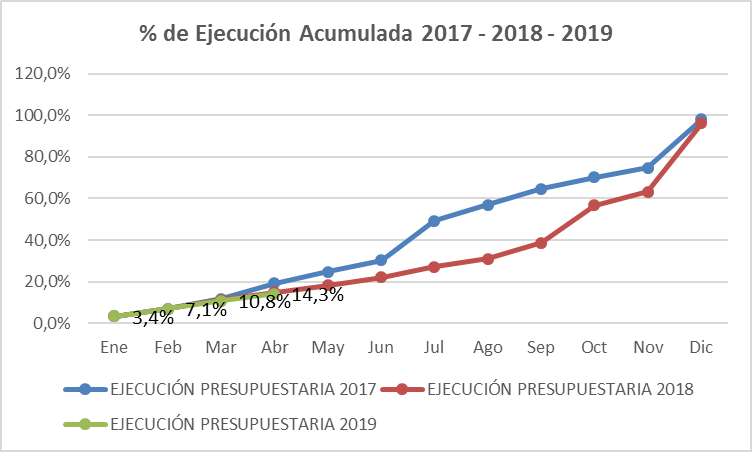 % de Ejecución Acumulada 2017 - 2018 - 2019
120,0%
100,0%
80,0%
60,0%
40,0%
20,0%
0,0%
3,4% 7,1% 10,8% 14,3%
Ene Feb Mar Abr May Jun Jul Ago Sep Oct Nov Dic
EJECUCIÓN PRESUPUESTARIA 2017 EJECUCIÓN PRESUPUESTARIA 2018
EJECUCIÓN PRESUPUESTARIA 2019